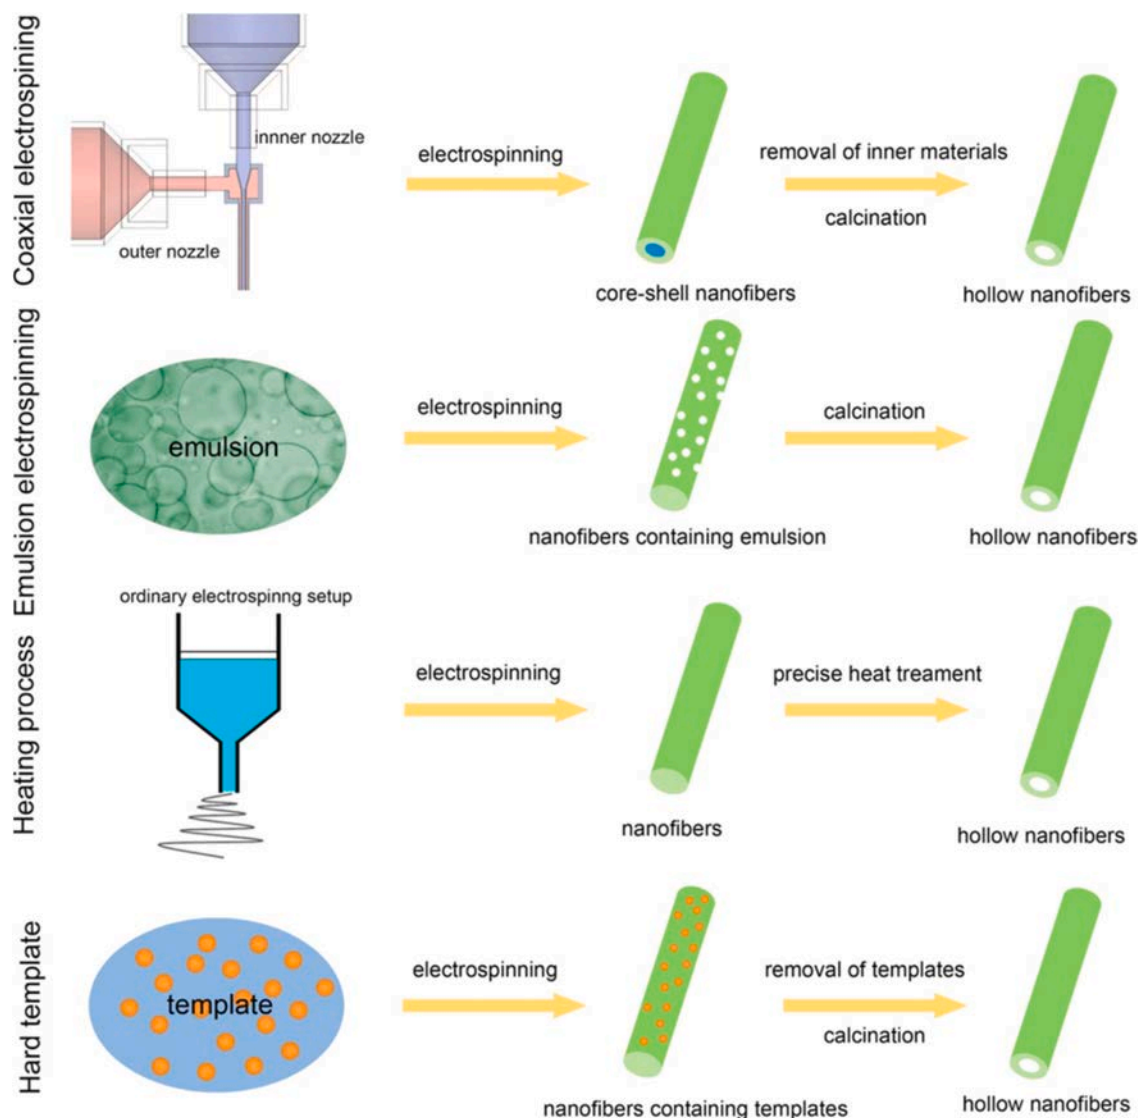 Coaxial electrospining
innner nozzle
outer nozzle
electrospinning
core-shell nanofibers
removal of inner materials
calcination
hollow nanofibers
Emulsion electrospinning
emulsion
electrospinning
nanofibers containing emulsion
calcination
hollow nanofibers
Heating process
ordinary electrospinng setup
electrospinning
nanofibers
precise heat treament
hollow nanofibers
Hard template
template
electrospinning
nanofibers containing templates
removal of templates
calcination
hollow nanofibers